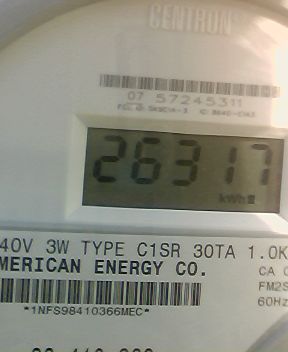 CENTRON
07 57245311
26317
kWh
40V 3W TYPE C1SR 30TA 1.0K
MERICAN ENERGY CO.
CA
FM2S
60Hz
*1NFS98410366MEC*